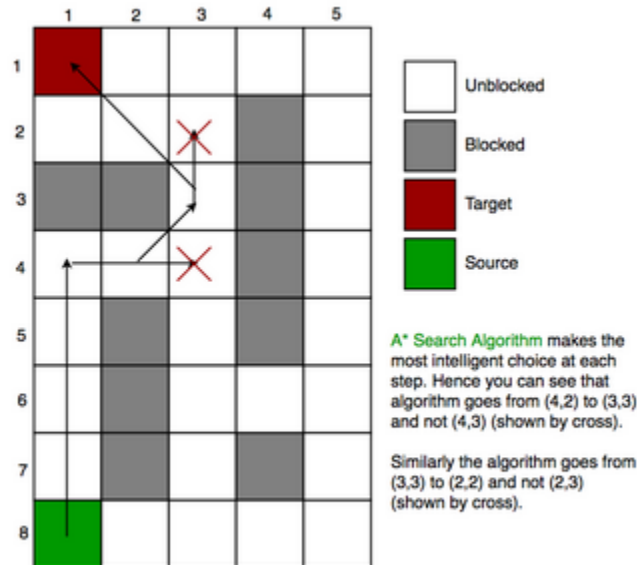 1 2 3 4 5
1
2
3
4
5
6
7
8
Unblocked
Blocked
Target
Source
A* Search Algorithm makes the
most intelligent choice at each
step. Hence you can see that
algorithm goes from (4,2) to (3,3)
and not (4,3) (shown by cross).
Similarly the algorithm goes from
(3,3) to (2,2) and not (2,3)
(shown by cross).